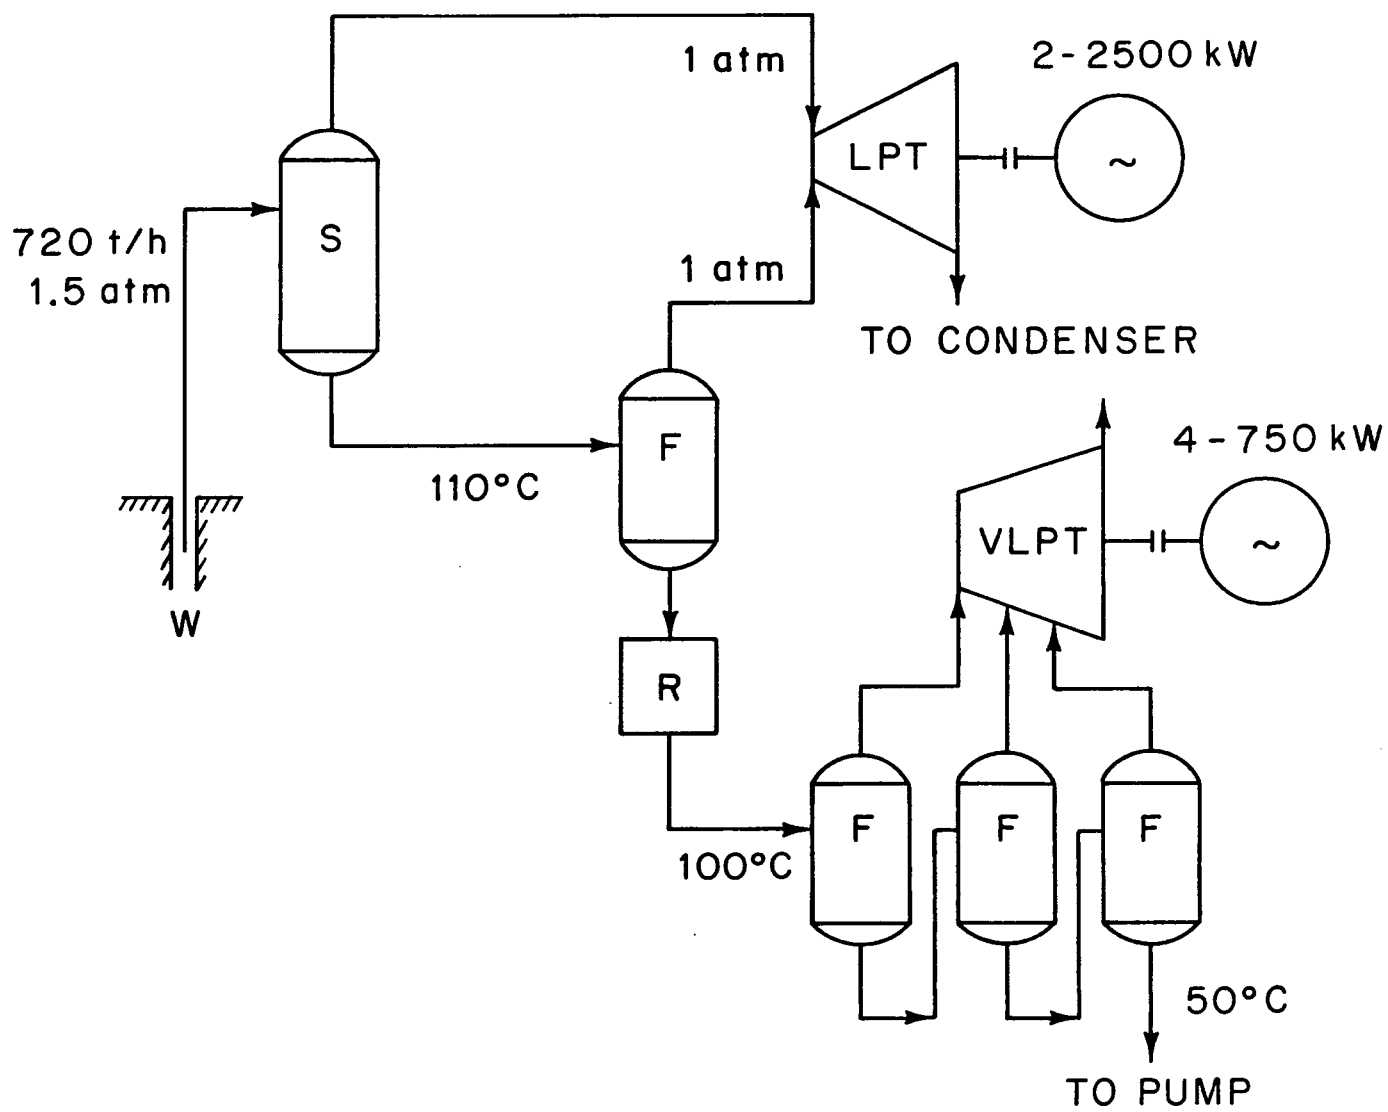 1 atm
2-2500 kW
LPT
~
S
720 t/h
1.5 atm
1 atm
TO CONDENSER
F
110°C
4-750 kW
VLPT
~
W
R
F
F
F
100°C
50°C
TO PUMP